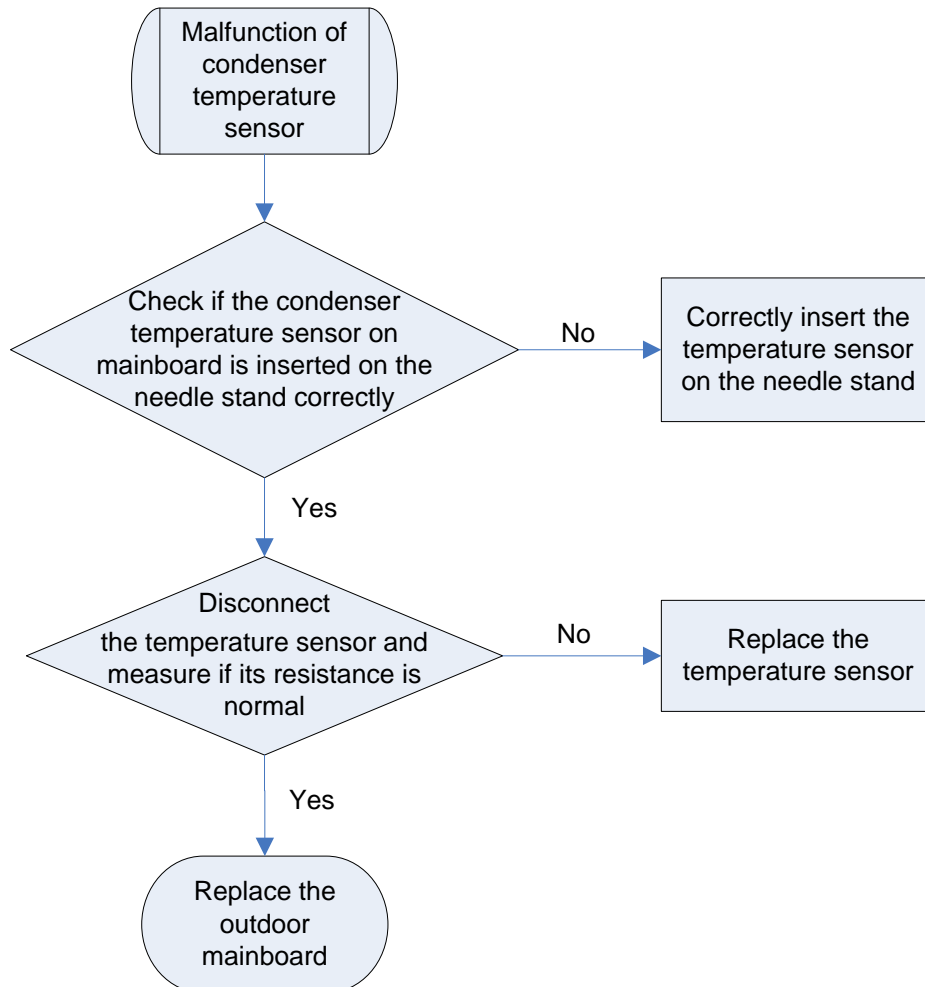 Malfunction of
condenser
temperature
sensor
Check if the condenser
temperature sensor on
mainboard is inserted on the
needle stand correctly
No
Correctly insert the
temperature sensor
on the needle stand
Yes
Disconnect
the temperature sensor and
measure if its resistance is
normal
No
Replace the
temperature sensor
Yes
Replace the
outdoor
mainboard